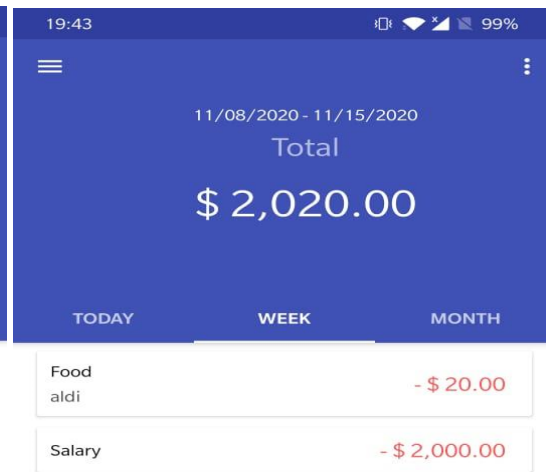 19:43 99%
11/08/2020 - 11/15/2020
Total
$ 2,020.00
TODAY WEEK MONTH
Food
aldi
- $ 20.00
Salary - $ 2,000.00